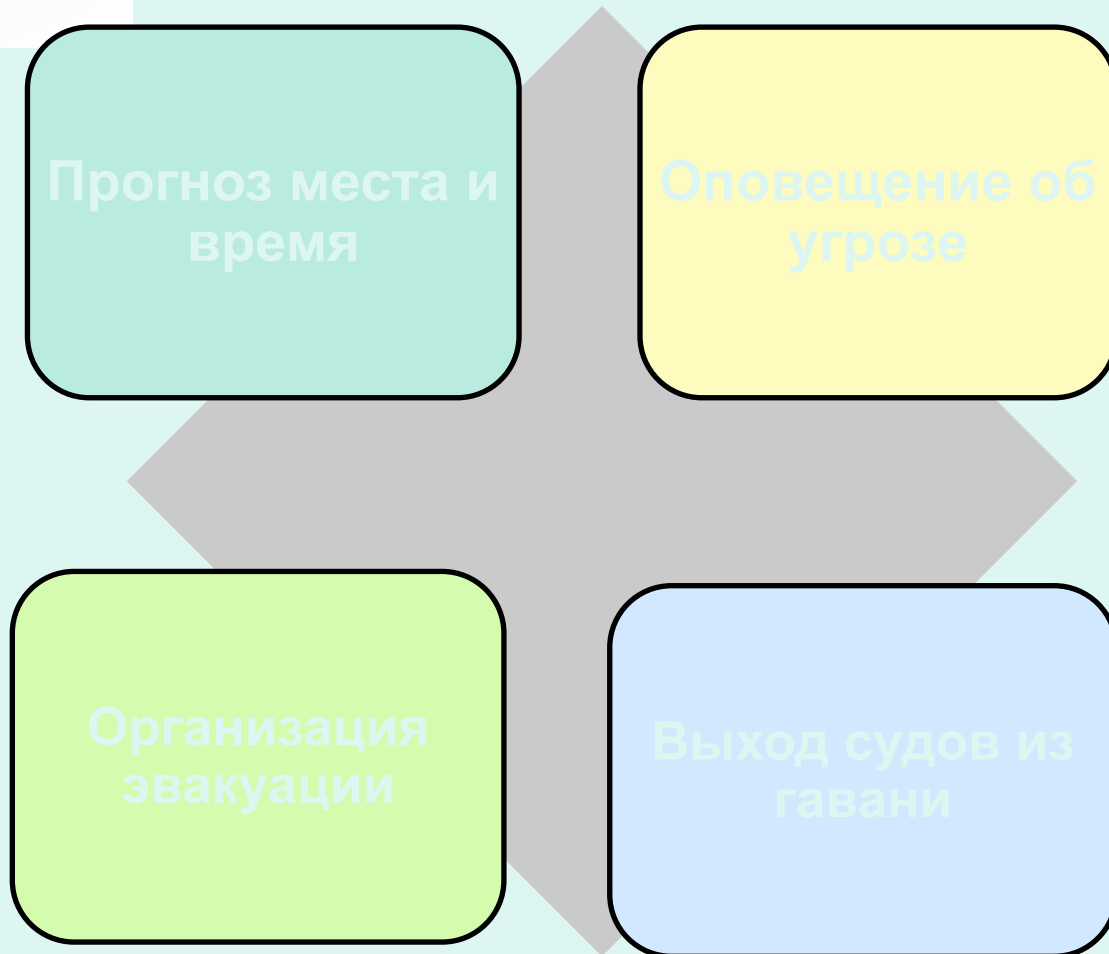 Прогноз места и
время
Оповещение об
угрозе
Организация
эвакуации
Выход судов из
гавани